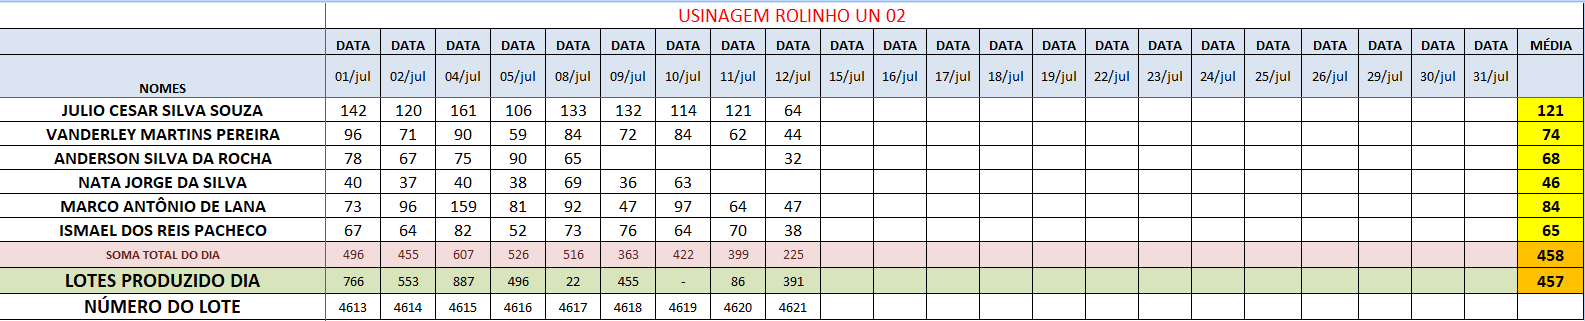 USINAGEM ROLINHO UN 02
DATA DATA DATA DATA DATA DATA DATA DATA DATA DATA DATA DATA DATA DATA DATA DATA DATA DATA DATA DATA DATA DATA MÉDIA
NOMES 01/jul 02/jul 04/jul 05/jul 08/jul 09/jul 10/jul 11/jul 12/jul 15/jul 16/jul 17/jul 18/jul 19/jul 22/jul 23/jul 24/jul 25/jul 26/jul 29/jul 30/jul 31/jul
JULIO CESAR SILVA SOUZA 142 120 161 106 133 132 114 121 64 121
VANDERLEY MARTINS PEREIRA 96 71 90 59 84 72 84 62 44 74
ANDERSON SILVA DA ROCHA 78 67 75 90 65 32 68
NATA JORGE DA SILVA 40 37 40 38 69 36 63 46
MARCO ANTÔNIO DE LANA 73 96 159 81 92 47 97 64 47 84
ISMAEL DOS REIS PACHECO 67 64 82 52 73 76 64 70 38 65
SOMA TOTAL DO DIA 496 455 607 526 516 363 422 399 225 458
LOTES PRODUZIDO DIA 766 553 887 496 22 455 - 86 391 457
NÚMERO DO LOTE 4613 4614 4615 4616 4617 4618 4619 4620 4621